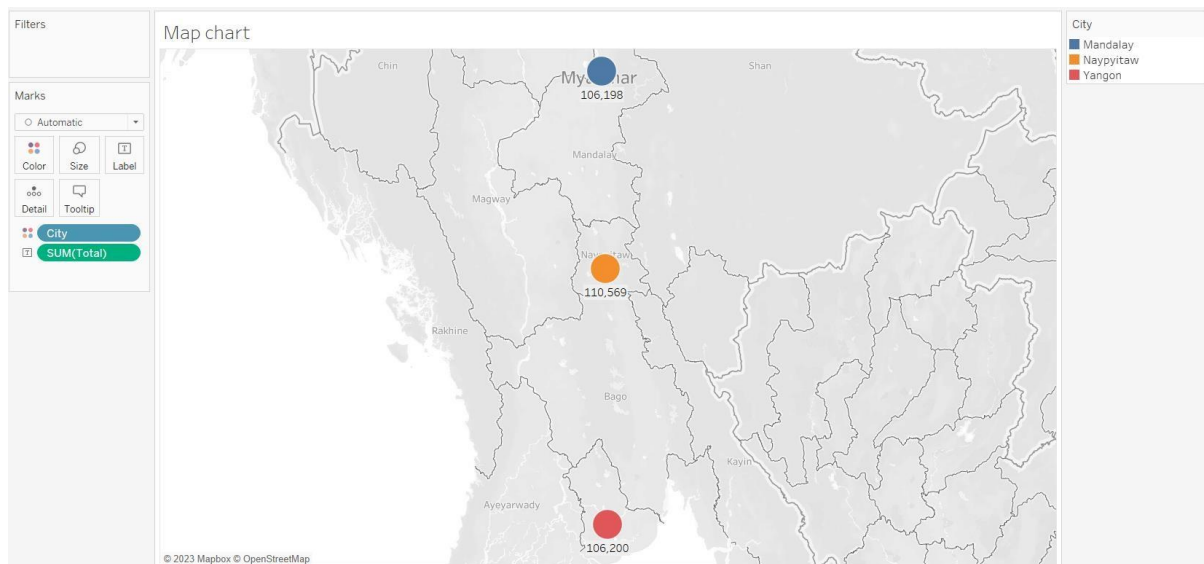 Filters
Marks
Automatic
Color
Size
Label
Detail
Tooltip
City
SUM(Total)
Map chart
Chin
Shan
Myanmar
106,198
Mandalay
Magway
Naypyitaw
110,569
Rakhine
Bago
Kayin
Ayeyarwady
106,200
© 2023 Mapbox © OpenStreetMap
City
Mandalay
Naypyitaw
Yangon